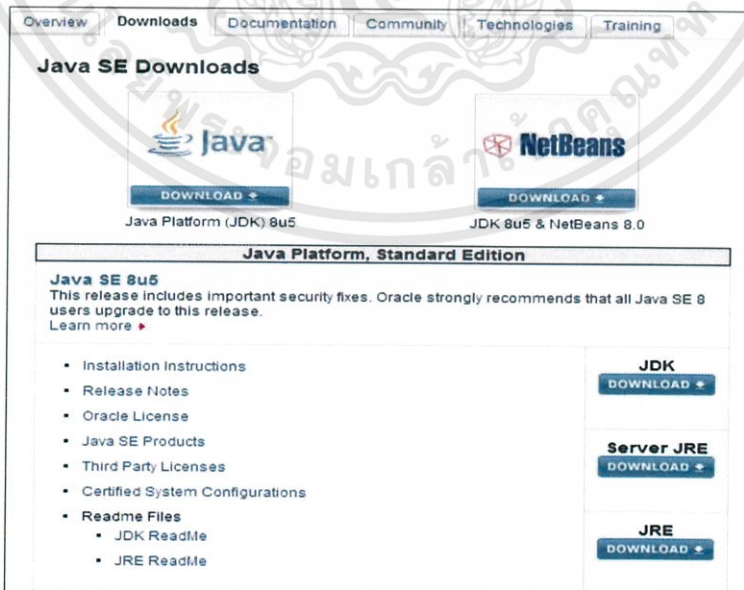 Overview Downloads Documentation Community Technologies Training
Java SE Downloads
Java
NetBeans
DOWNLOAD
DOWNLOAD
Java Platform (JDK) 8u5
JDK 8u5 & NetBeans 8.0
Java Platform, Standard Edition
Java SE 8u5
This release includes important security fixes. Oracle strongly recommends that all Java SE 8
users upgrade to this release.
Learn more
Installation Instructions
Release Notes
Oracle License
Java SE Products
Third Party Licenses
Certified System Configurations
Readme Files
JDK ReadMe
JRE ReadMe
JDK
DOWNLOAD
Server JRE
DOWNLOAD
JRE
DOWNLOAD